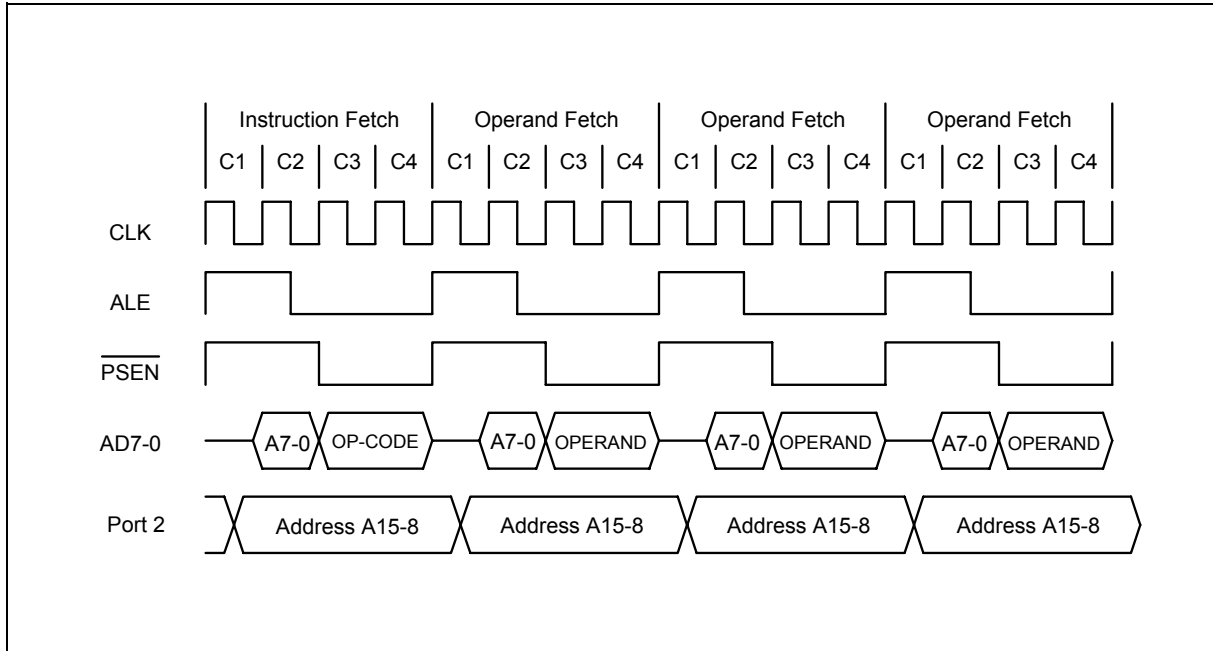 Instruction Fetch Operand Fetch Operand Fetch Operand Fetch
C1 C2 C3 C4 C1 C2 C3 C4 C1 C2 C3 C4 C1 C2 C3 C4
CLK
ALE
PSEN
AD7-0 A7-0 OP-CODE A7-0 OPERAND A7-0 OPERAND A7-0 OPERAND
Port 2 Address A15-8 Address A15-8 Address A15-8 Address A15-8